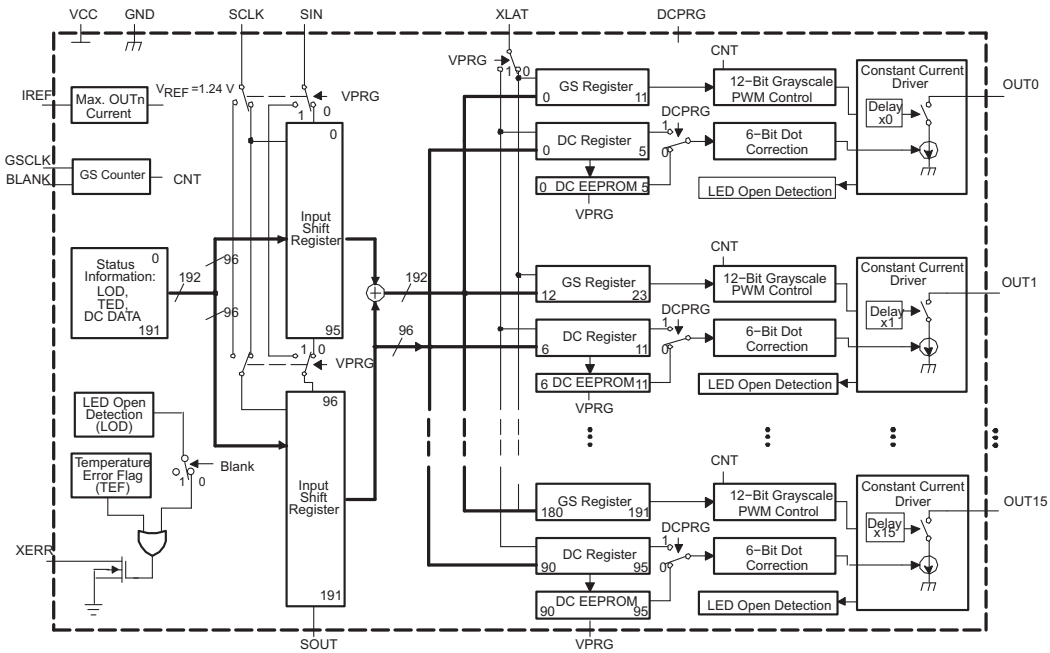 VCC GND SCLK SIN XLAT DCPRG
IREF
Max. OUTn
Current
VREF =1.24 V
VPRG
1 0
GSCLK
BLANK
GS Counter
CNT
0
Input
Shift
Register
95
Status
Information:
LOD,
TED,
DC DATA
0
191
192
96
96
1 0
VPRG
192
96
LED Open
Detection
(LOD)
Temperature
Error Flag
(TEF)
Blank
1 0
XERR
96
Input
Shift
Register
191
SOUT
VPRG
1 0
GS Register
0 11
CNT
12−Bit Grayscale
PWM Control
Constant Current
Driver
Delay
x0
OUT0
DC Register
0 5
DCPRG
1
0
6−Bit Dot
Correction
0 DC EEPROM 5
VPRG
LED Open Detection
GS Register
12 23
CNT
12−Bit Grayscale
PWM Control
Constant Current
Driver
Delay
x1
OUT1
DC Register
6 11
DCPRG
1
0
6−Bit Dot
Correction
6 DC EEPROM 11
VPRG
LED Open Detection
GS Register
180 191
CNT
12−Bit Grayscale
PWM Control
Constant Current
Driver
Delay
x15
OUT15
DC Register
90 95
DCPRG
1
0
6−Bit Dot
Correction
DC EEPROM
90 95
VPRG
LED Open Detection